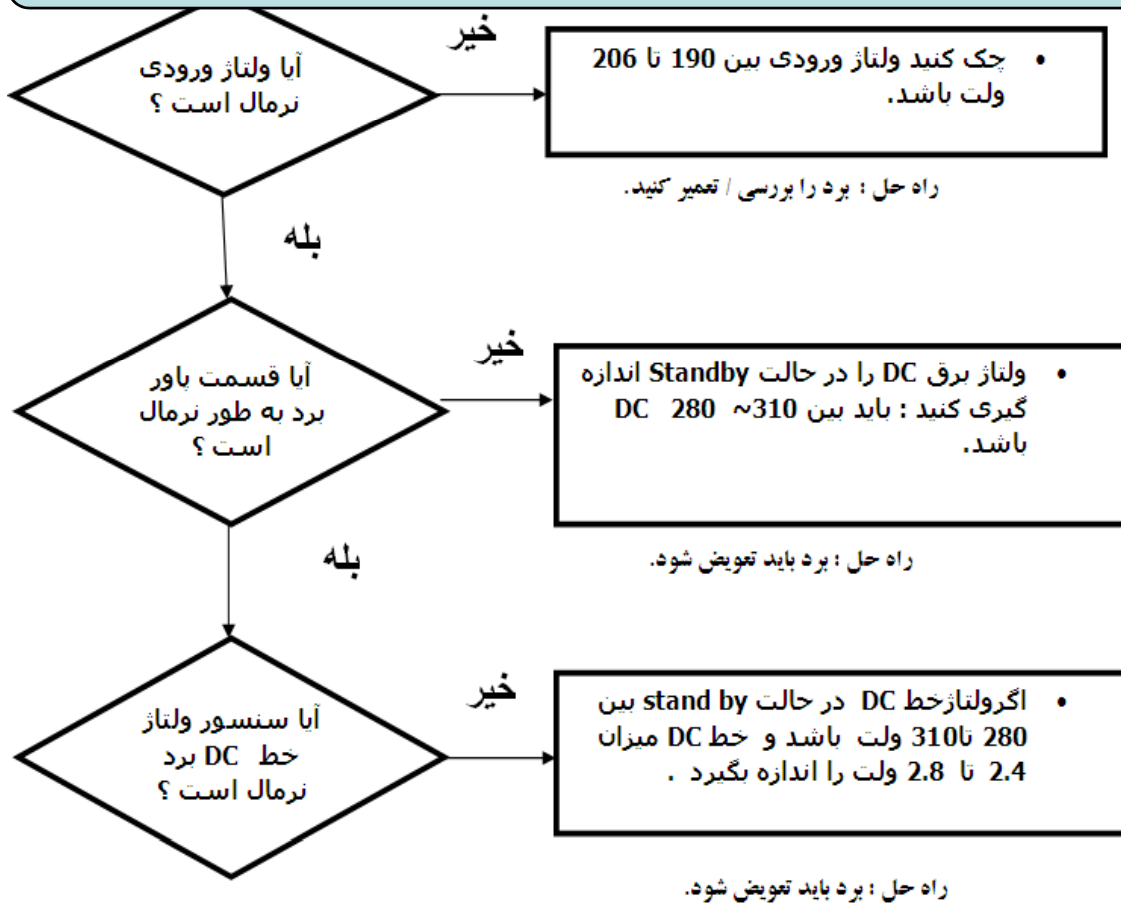 خیر
آیا ولتاژ ورودی
نرمال است ؟
• چک کنید ولتاژ ورودی بین 190 تا 206
ولت باشد.
راه حل : برد را بررسی / تعمیر کنید.
بله
خیر
آیا قسمت پاور
برد به طور نرمال
است ؟
• ولتاژ برق DC را در حالت Standby اندازه
گیری کنید : باید بین 310~ 280 DC
باشد.
راه حل : برد باید تعویض شود.
بله
خیر
آیا سنسور ولتاژ
خط DC برد
نرمال است ؟
• اگرولتاژخط DC در حالت stand by بین
280 تا310 ولت باشد و خط DC میزان
2.4 تا 2.8 ولت را اندازه بگیرد .
راه حل : برد باید تعویض شود.